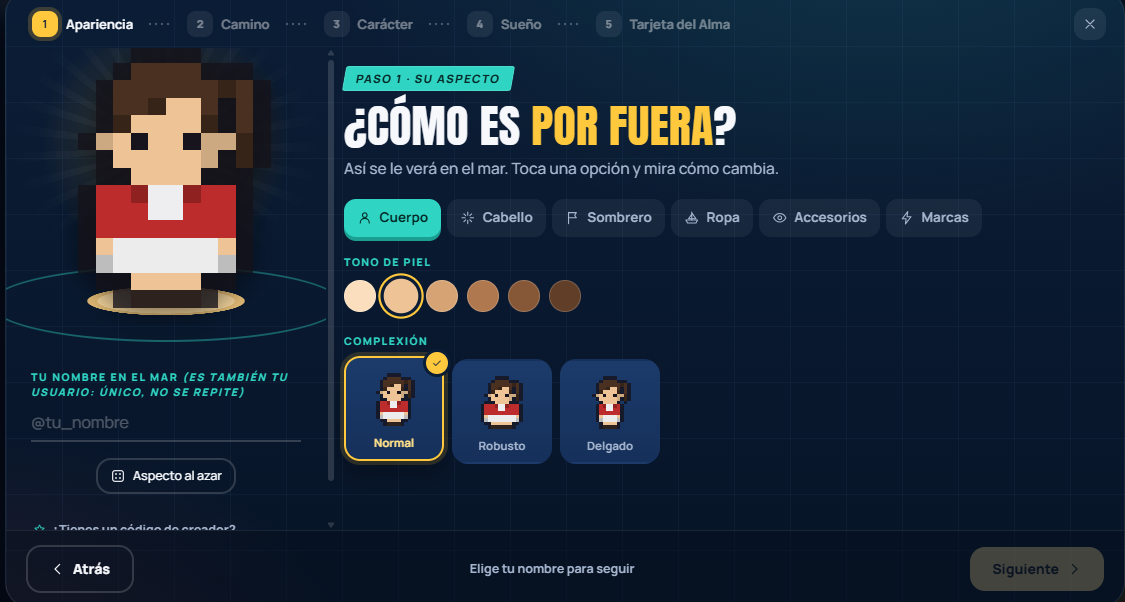 1 Apariencia 2 Camino 3 Carácter 4 Sueño 5 Tarjeta del Alma
PASO 1 · SU ASPECTO
¿CÓMO ES POR FUERA?
Así se le verá en el mar. Toca una opción y mira cómo cambia.
Cuerpo Cabello Sombrero Ropa Accesorios Marcas
TONO DE PIEL
COMPLEXIÓN
Normal Robusto Delgado
TU NOMBRE EN EL MAR (ES TAMBIÉN TU
USUARIO: ÚNICO, NO SE REPITE)
@tu_nombre
Aspecto al azar
¿Tienes un código de creador?
Atrás
Elige tu nombre para seguir
Siguiente